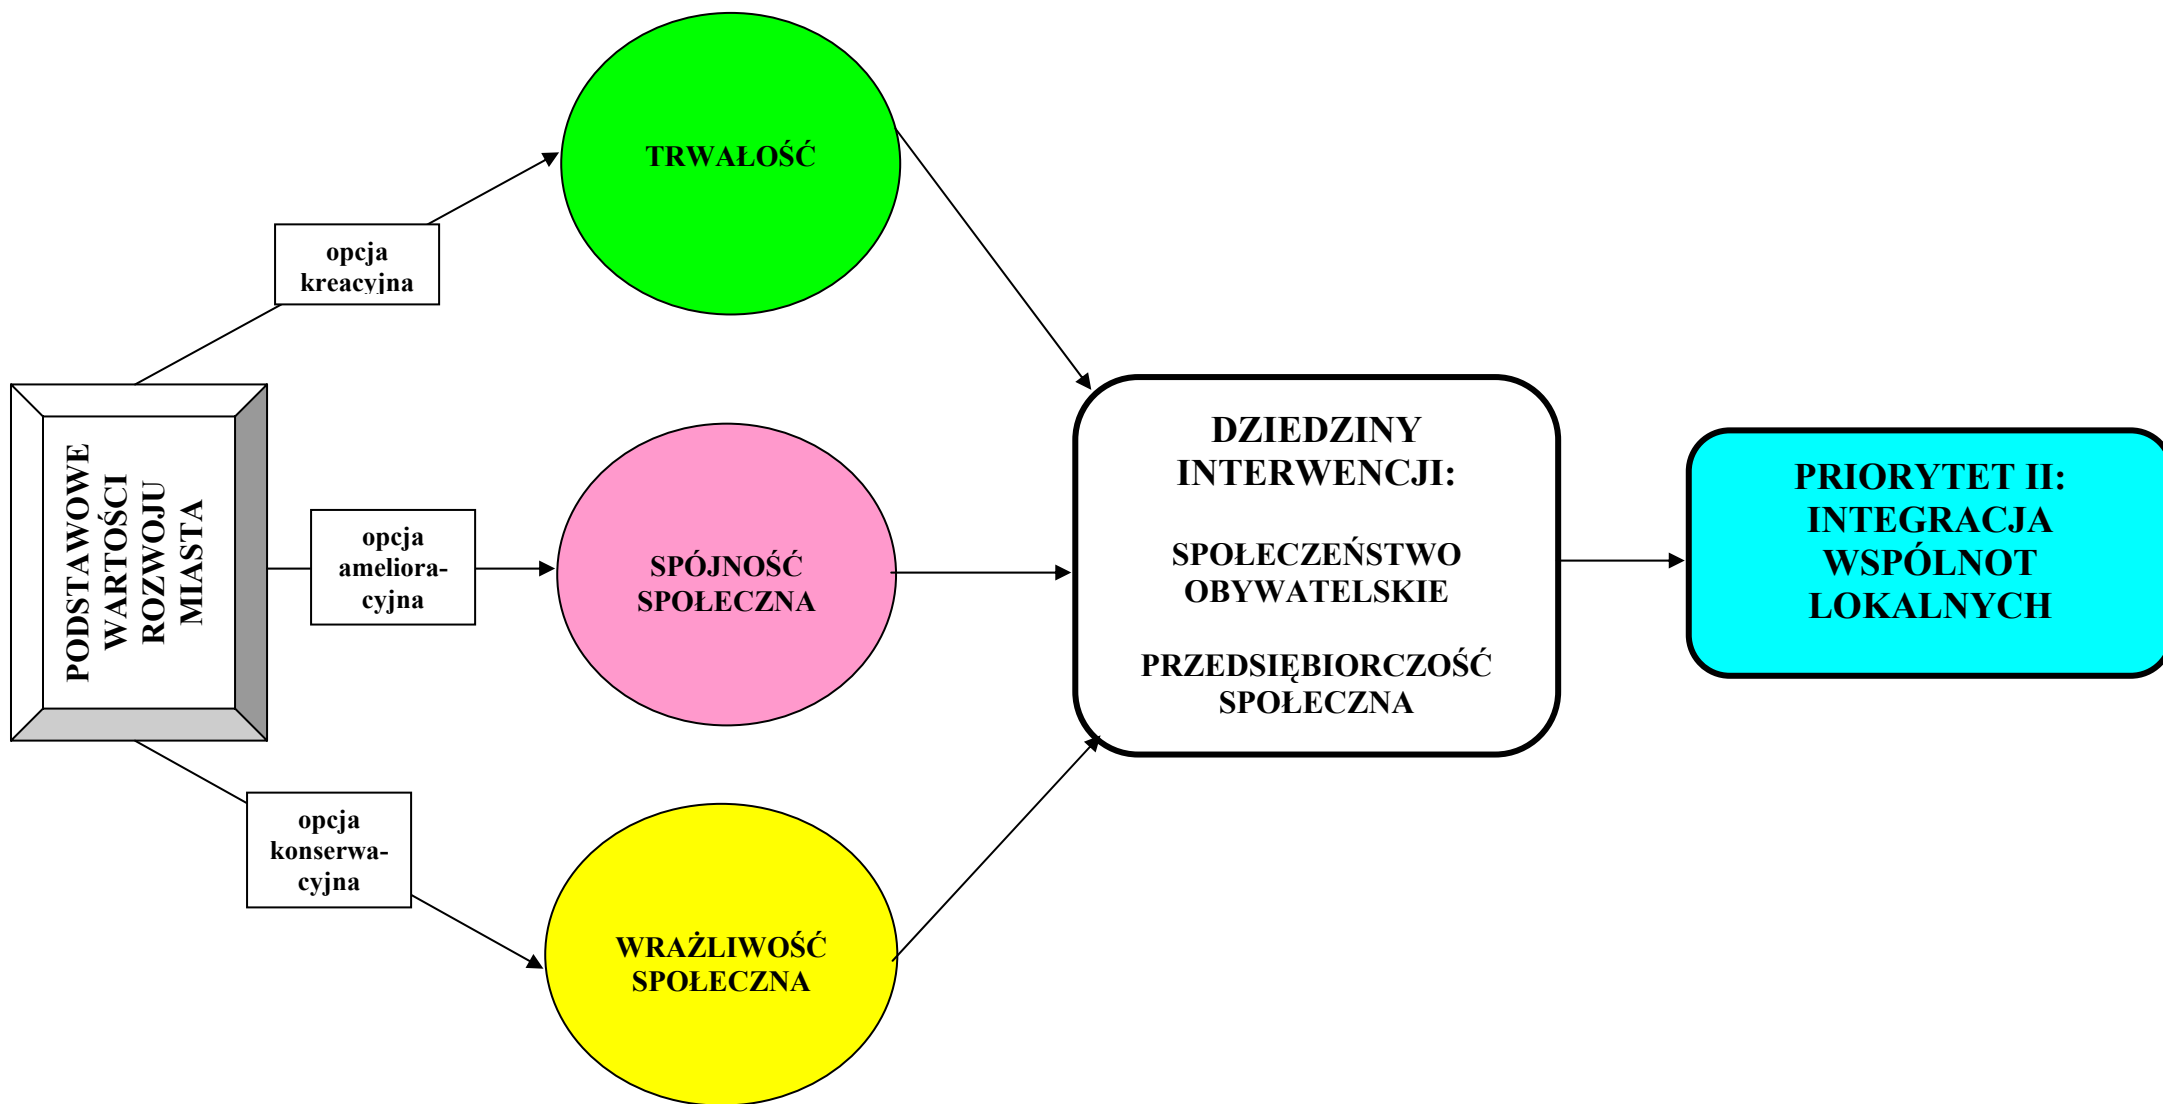 PODSTAWOWE
WARTOŚCI
ROZWOJU
MIASTA
opcja
kreacyjna
opcja
ameliora-
cyjna
opcja
konserwa-
cyjna
TRWAŁOŚĆ
SPÓJNOŚĆ
SPOŁECZNA
WRAŻLIWOŚĆ
SPOŁECZNA
DZIEDZINY
INTERWENCJI:
SPOŁECZEŃSTWO
OBYWATELSKIE
PRZEDSIĘBIORCZOŚĆ
SPOŁECZNA
PRIORYTET II:
INTEGRACJA
WSPÓLNOT
LOKALNYCH